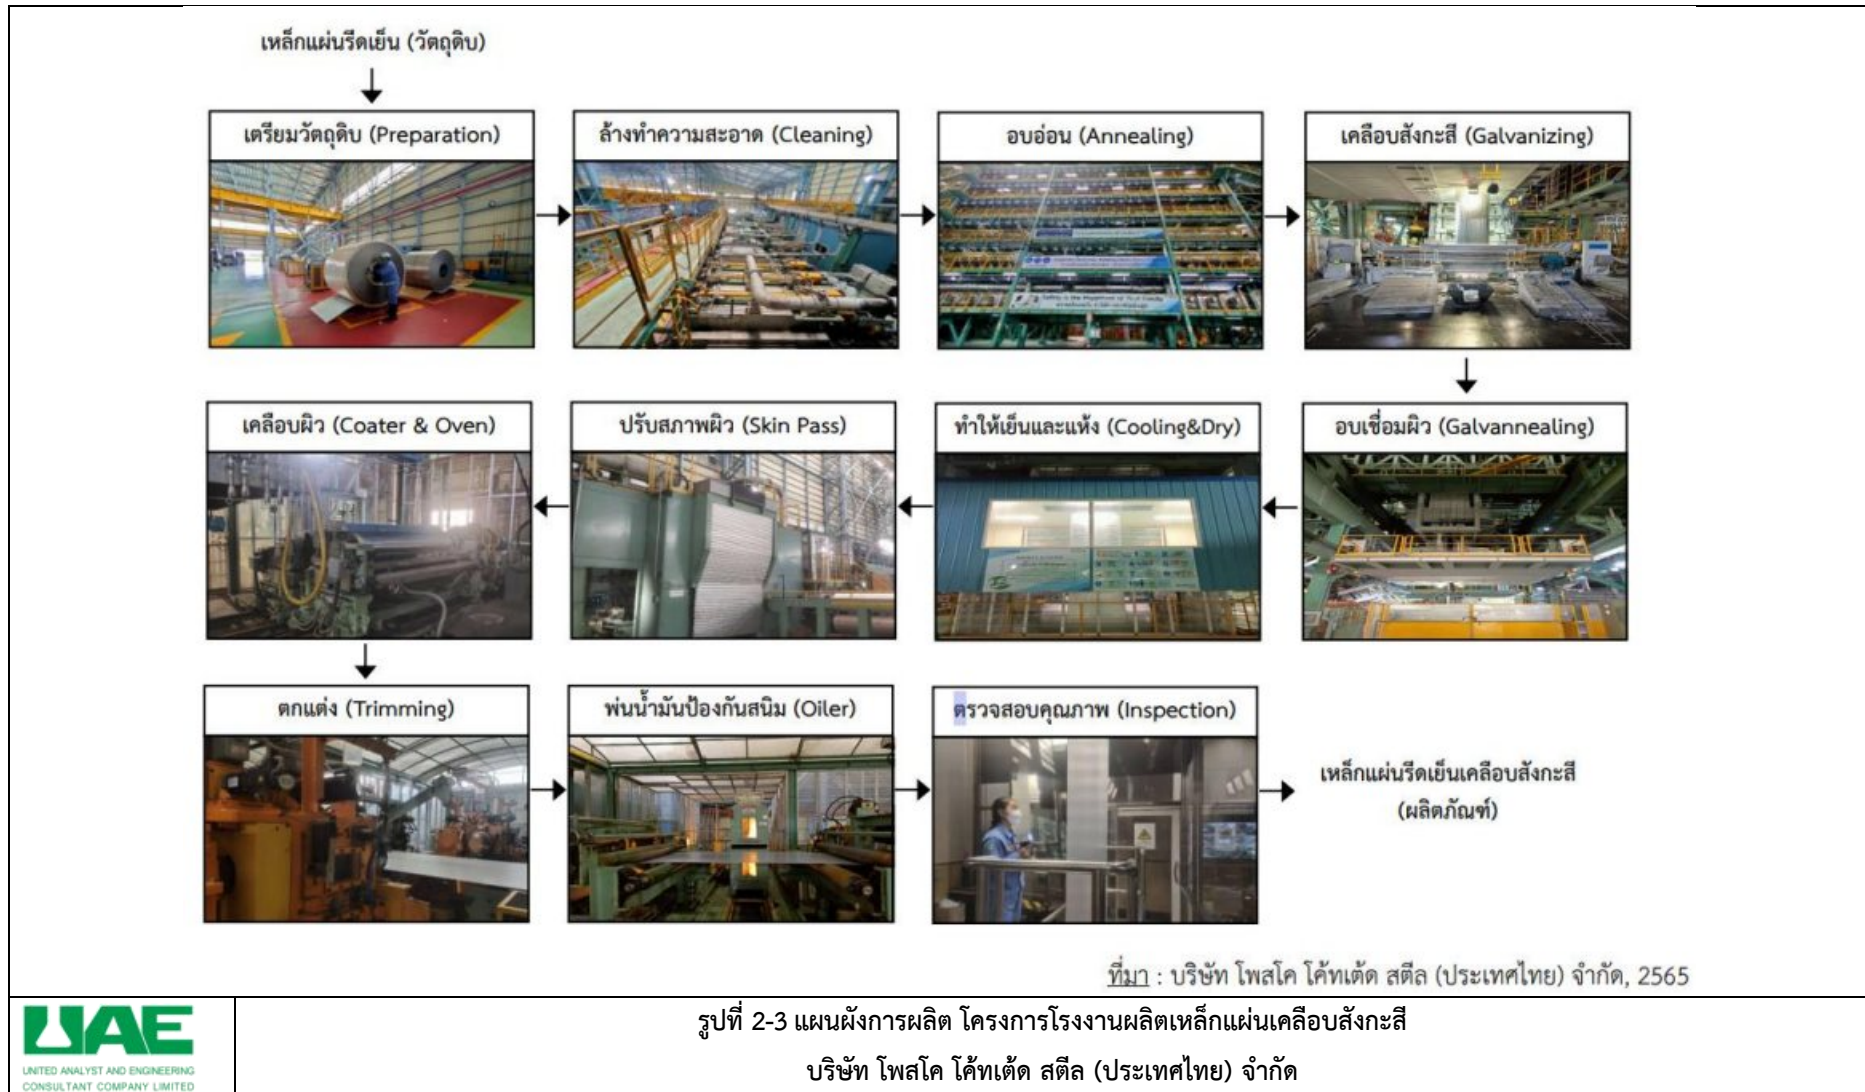 เหล็กแผ่นรีดเย็น (วัตถุดิบ)
เตรียมวัตถุดิบ (Preparation)
ล้างทำความสะอาด (Cleaning)
อบอ่อน (Annealing)
เคลือบสังกะสี (Galvanizing)
เคลือบผิว (Coater & Oven)
ปรับสภาพผิว (Skin Pass)
ทำให้เย็นและแห้ง (Cooling&Dry)
อบเชื่อมผิว (Galvannealing)
ตกแต่ง (Trimming)
พ่นน้ำมันป้องกันสนิม (Oiler)
ตรวจสอบคุณภาพ (Inspection)
เหล็กแผ่นรีดเย็นเคลือบสังกะสี
(ผลิตภัณฑ์)
ที่มา : บริษัท โพสโค โค้ทเต้ด สตีล (ประเทศไทย) จำกัด, 2565
UAE
UNITED ANALYST AND ENGINEERING
CONSULTANT COMPANY LIMITED
รูปที่ 2-3 แผนผังการผลิต โครงการโรงงานผลิตเหล็กแผ่นเคลือบสังกะสี
บริษัท โพสโค โค้ทเต้ด สตีล (ประเทศไทย) จำกัด